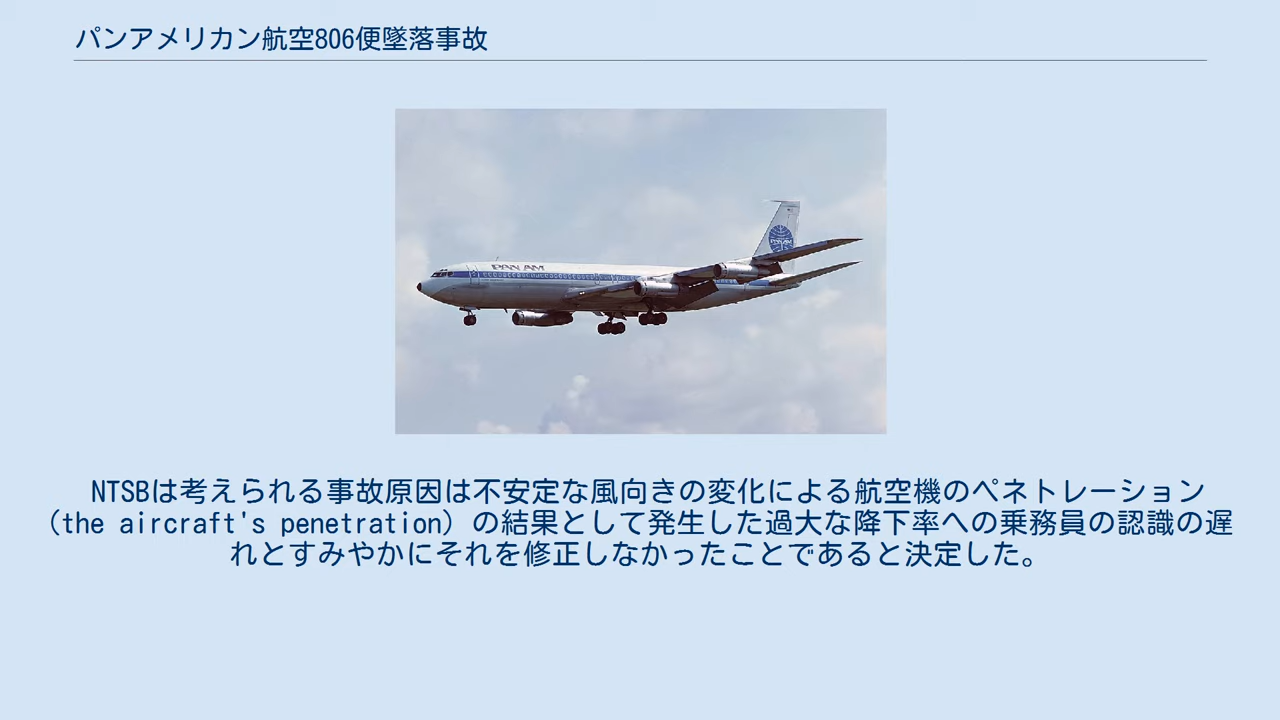 パンアメリカン航空806便墜落事故
PAN AM
PAN AM
NTSBは考えられる事故原因は不安定な風向きの変化による航空機のペネトレーション
（the aircraft's penetration）の結果として発生した過大な降下率への乗務員の認識の遅
れとすみやかにそれを修正しなかったことであると決定した。